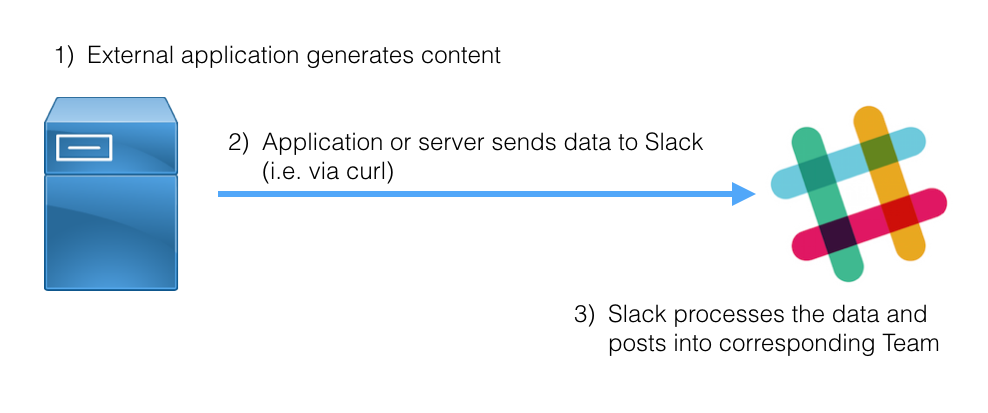 1) External application generates content
2) Application or server sends data to Slack
(i.e. via curl)
3) Slack processes the data and
posts into corresponding Team